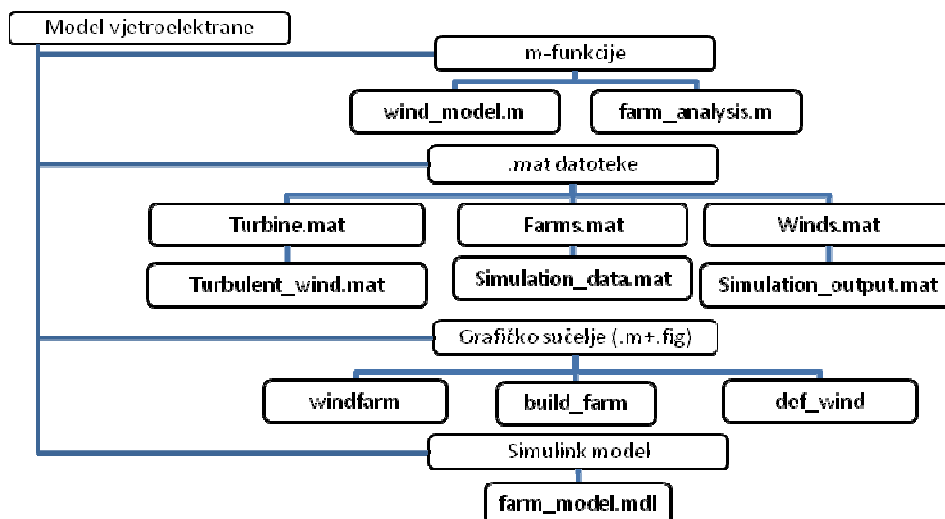 Model vjetroelektrane
m-funkcije
wind_model.m
farm_analysis.m
.mat datoteke
Turbine.mat
Farms.mat
Winds.mat
Turbulent_wind.mat
Simulation_data.mat
Simulation_output.mat
Grafičko sučelje (.m+.fig)
windfarm
build_farm
def_wind
Simulink model
farm_model.mdl